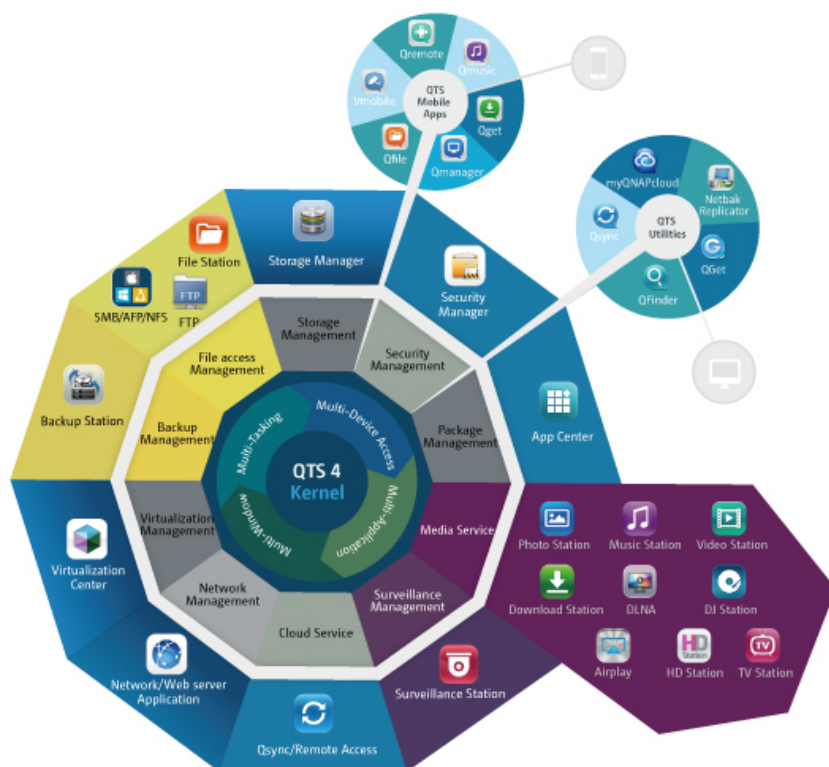 Qremote
Qmusic
Vmobile
QTS
Mobile
Apps
Qget
Qfile
Qmanager
myQNAPcloud
Netbak
Replicator
Qsync
QTS
Utilities
QGet
QFinder
File Station
Storage Manager
Security
Manager
SMB/AFP/NFS
FTP
FTP
Storage
Management
File access
Management
Security
Management
Backup Station
Backup
Management
Package
Management
App Center
Multi-Tasking
Multi-Device Access
QTS 4
Kernel
Multi-Window
Multi-Application
Virtualization
Management
Media Service
Virtualization
Center
Network
Management
Surveillance
Management
Cloud Service
Photo Station
Music Station
Video Station
Download Station
DLNA
DJ Station
Airplay
HD
Station
HD Station
TV
TV Station
Network/Web server
Application
Surveillance Station
Qsync/Remote Access